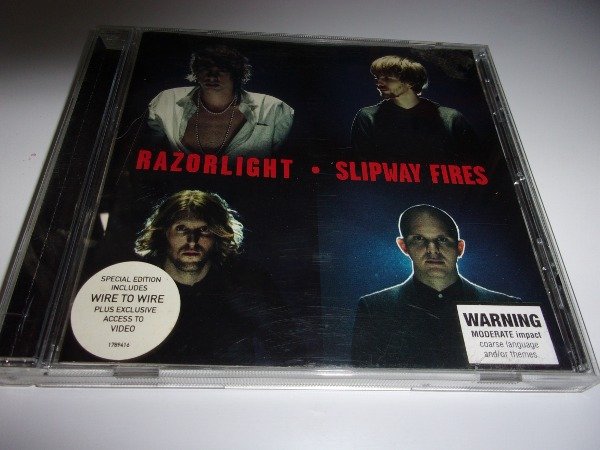 RAZORLIGHT • SLIPWAY FIRES
SPECIAL EDITION
INCLUDES
WIRE TO WIRE
PLUS EXCLUSIVE
ACCESS TO
VIDEO
1789416
WARNING
MODERATE impact
coarse language
and/or themes